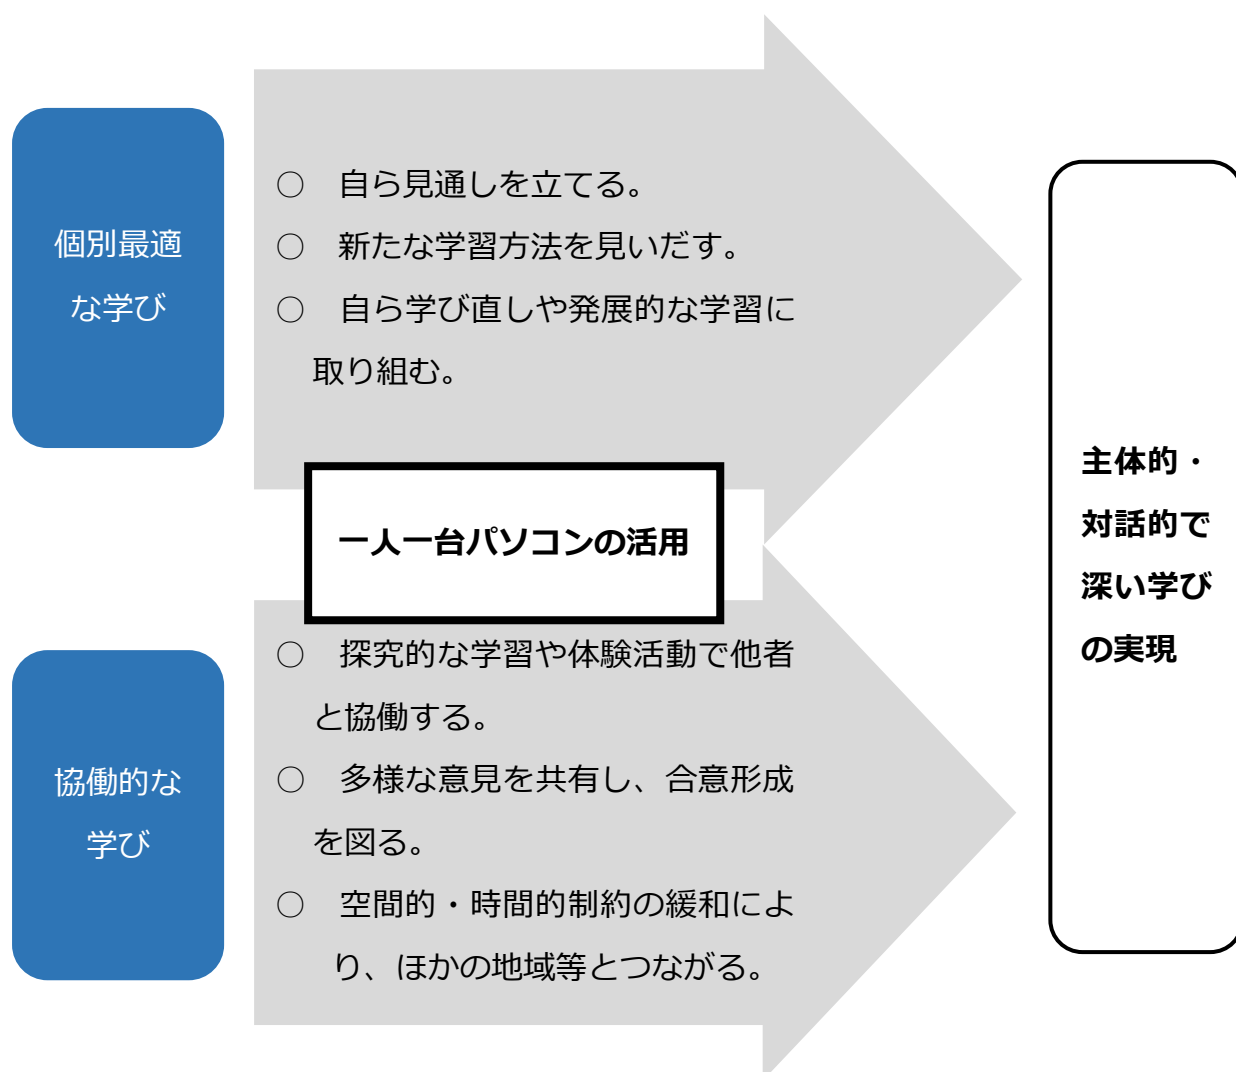 個別最適
な学び
○　自ら見通しを立てる。
○　新たな学習方法を見いだす。
○　自ら学び直しや発展的な学習に
取り組む。
一人一台パソコンの活用
協働的な
学び
○　探究的な学習や体験活動で他者
と協働する。
○　多様な意見を共有し、合意形成
を図る。
○　空間的・時間的制約の緩和によ
り、ほかの地域等とつながる。
主体的・
対話的で
深い学び
の実現